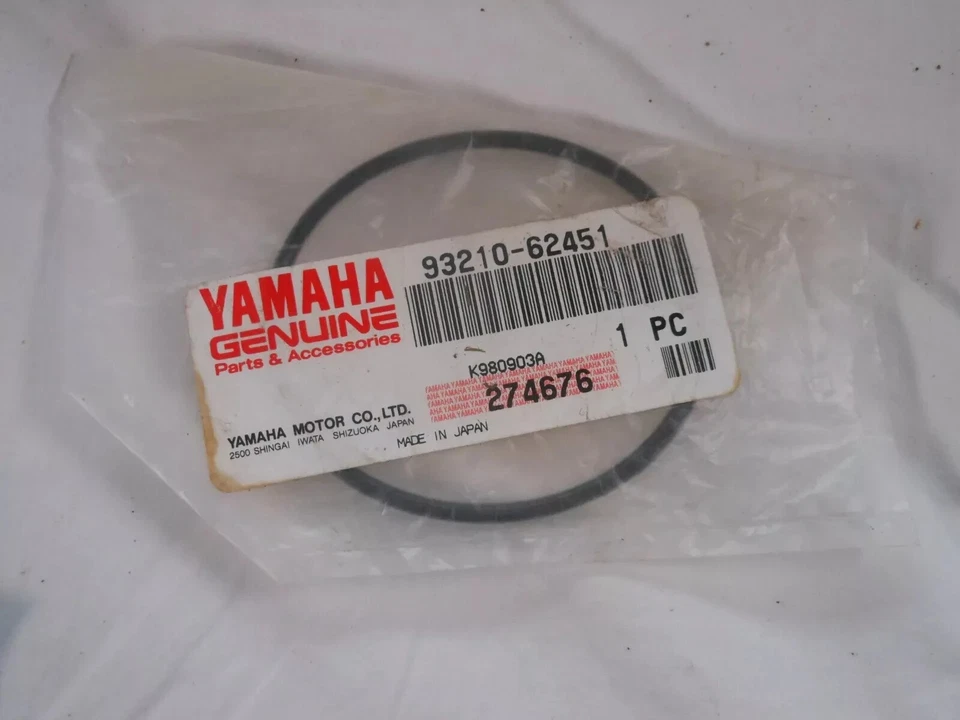 YAMAHA
GENUINE
Parts & Accessories
93210-62451
1 PC
K980903A
274676
YAMAHA MOTOR CO.,LTD.
2500 SHINGAI IWATA SHIZUOKA JAPAN
MADE IN JAPAN